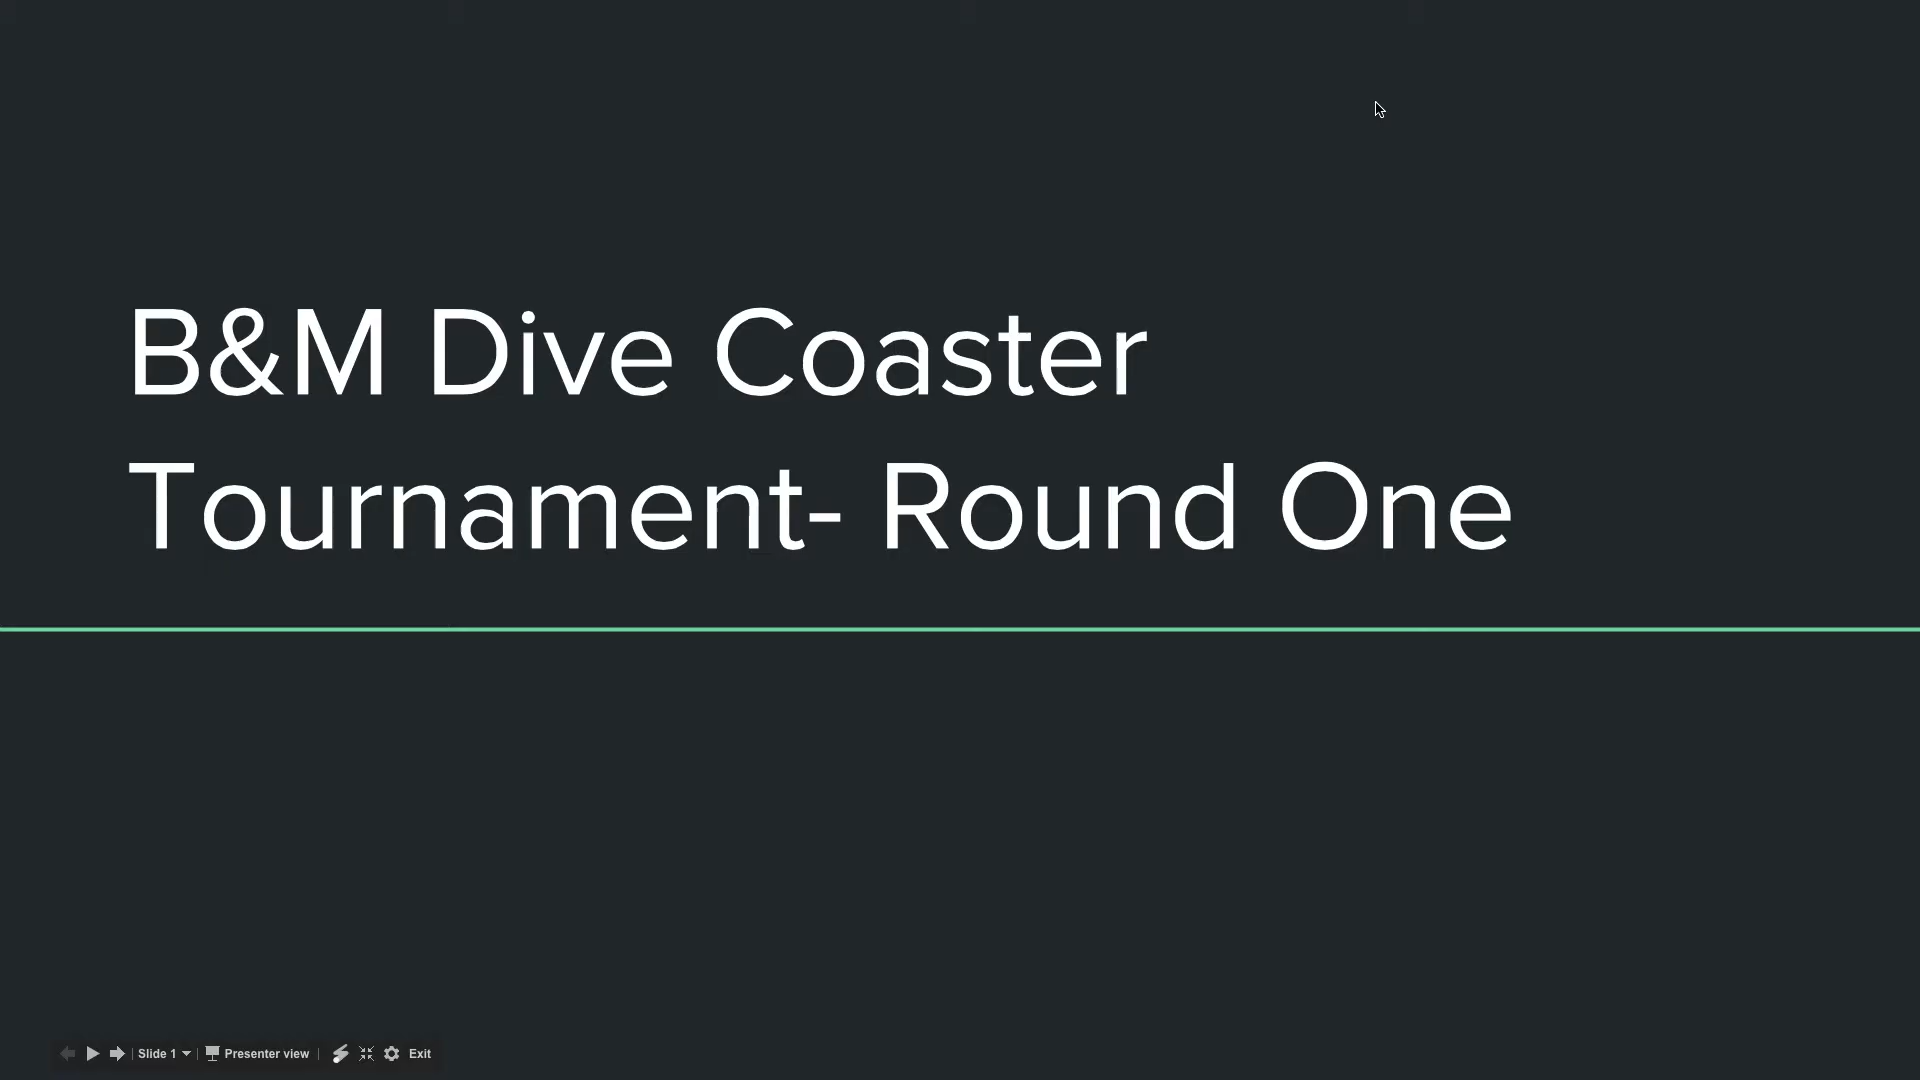 B&M Dive Coaster
Tournament- Round One
Slide 1 Presenter view Exit